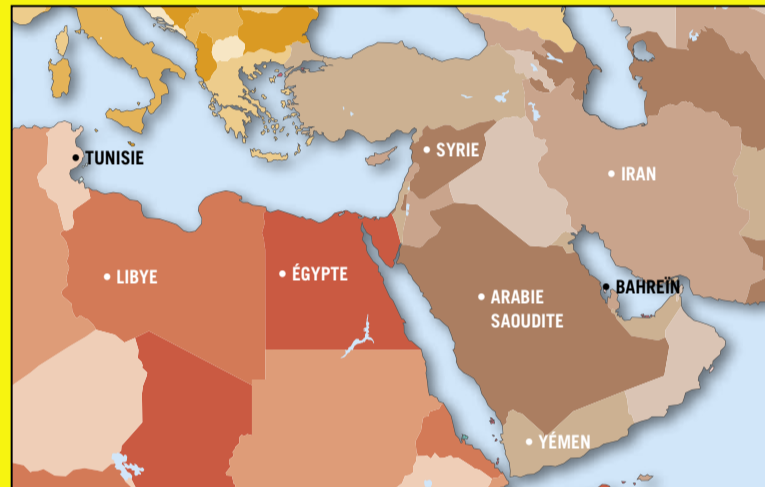 TUNISIE
SYRIE
IRAN
LIBYE
ÉGYPTE
BAHREÏN
ARABIE
SAOUDITE
YÉMEN